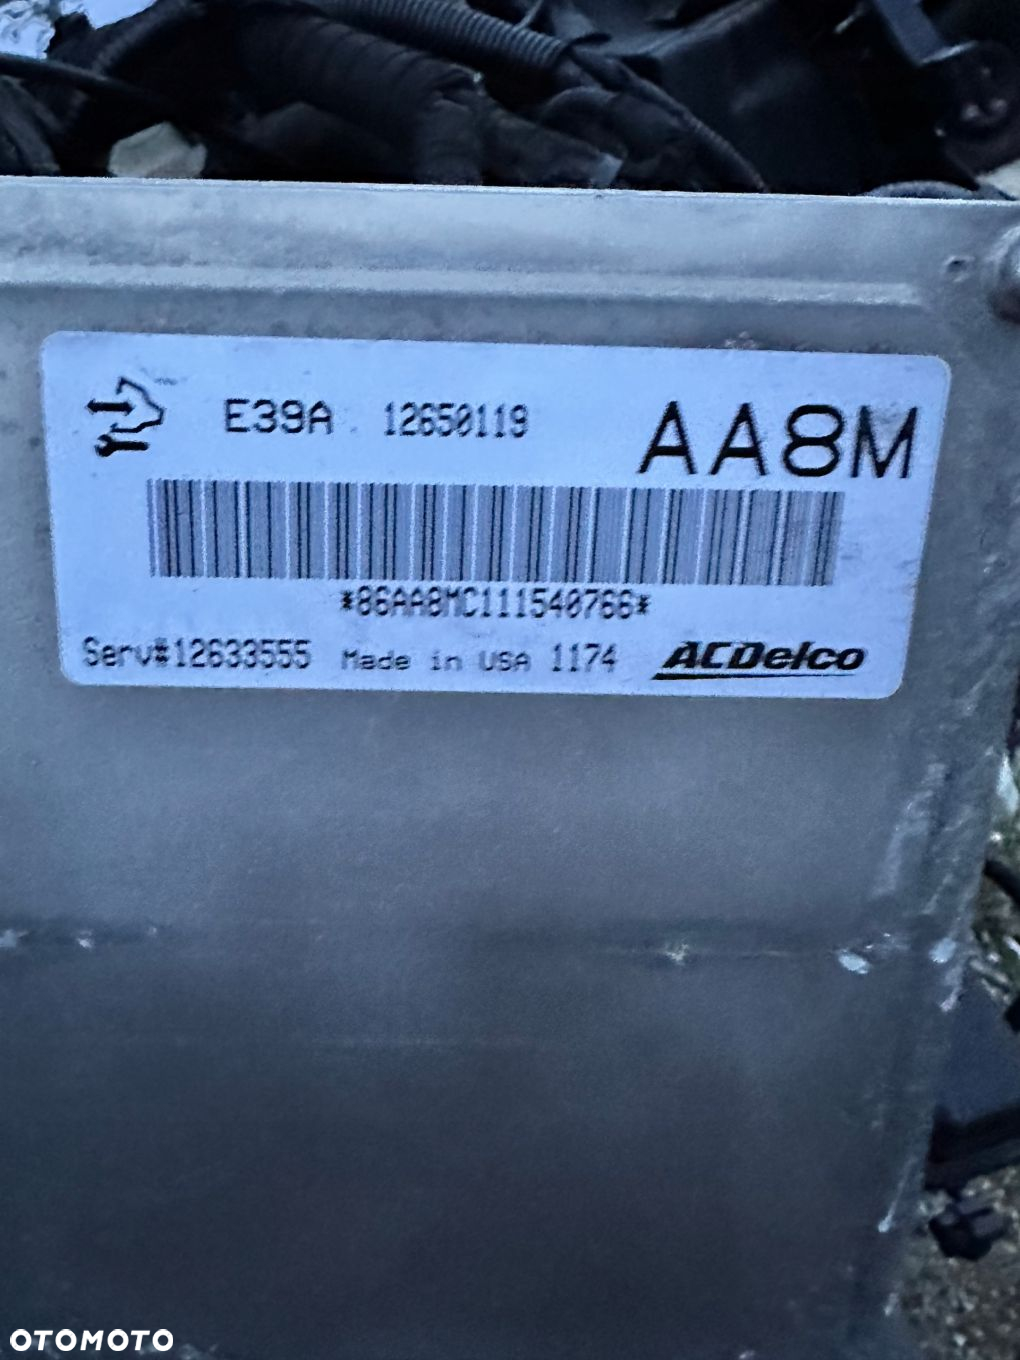 E39A 12650119 AA8M
*86AA8MC111540766*
Serv#12633555 Made in USA 1174 ACDelco
OTOMOTO